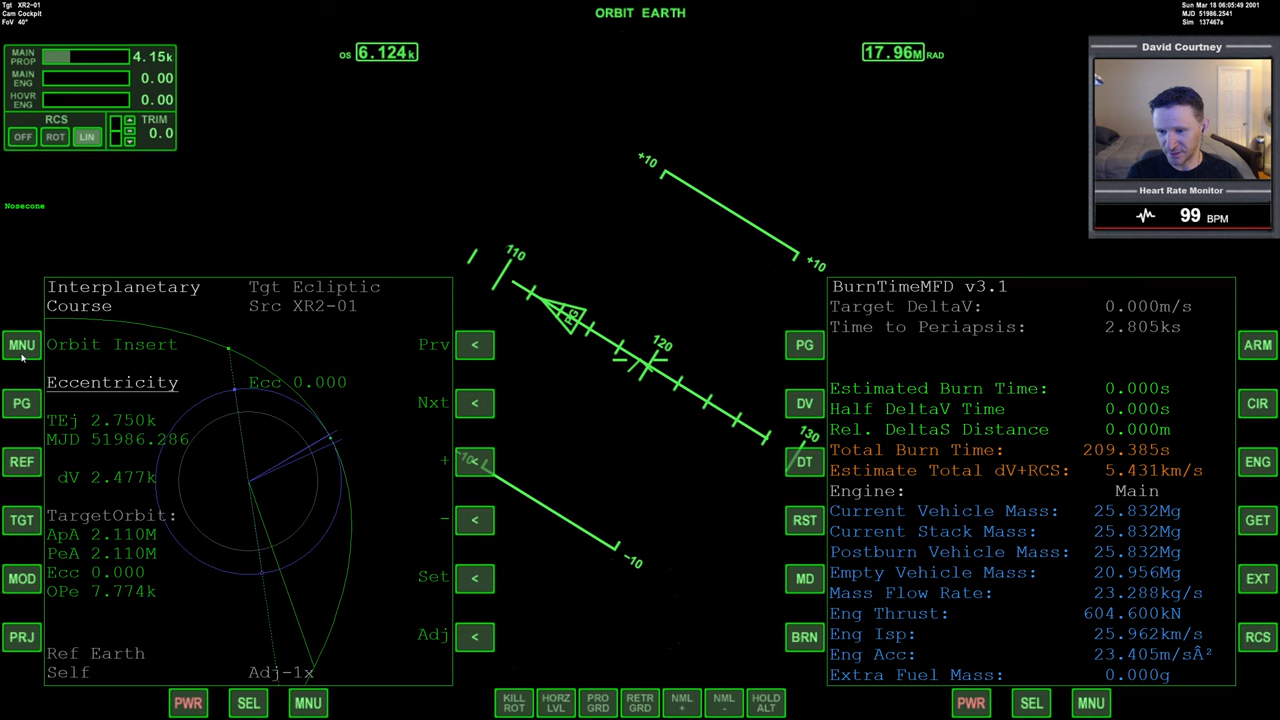 Tgt XR2-01
Cam Cockpit
FoV 40°
ORBIT EARTH
Sun Mar 18 06:05:49 2001
MJD 51986.2541
Sim 137467s
MAIN PROP 4.15k
MAIN ENG 0.00
HOVR ENG 0.00
RCS TRIM
OFF ROT LIN 0.0
OS 6.124k
17.96M RAD
David Courtney
Heart Rate Monitor
99 BPM
Nosecone
+10
+10
110
PG
120
130
-10
-10
Interplanetary Tgt Ecliptic
Course Src XR2-01
MNU Orbit Insert Prv <
Eccentricity Ecc 0.000
PG Nxt <
TEj 2.750k
MJD 51986.286
REF + <
dV 2.477k
TGT TargetOrbit: - <
ApA 2.110M
PeA 2.110M
MOD Ecc 0.000 Set <
OPe 7.774k
PRJ Adj <
Ref Earth
Self Adj-1x
PWR SEL MNU
KILL ROT
HORZ LVL
PRO GRD
RETR GRD
NML +
NML -
HOLD ALT
BurnTimeMFD v3.1
Target DeltaV: 0.000m/s
Time to Periapsis: 2.805ks
PG ARM
Estimated Burn Time: 0.000s
DV Half DeltaV Time 0.000s CIR
Rel. DeltaS Distance 0.000m
Total Burn Time: 209.385s
DT Estimate Total dV+RCS: 5.431km/s ENG
Engine: Main
Current Vehicle Mass: 25.832Mg
RST Current Stack Mass: 25.832Mg GET
Postburn Vehicle Mass: 25.832Mg
MD Empty Vehicle Mass: 20.956Mg EXT
Mass Flow Rate: 23.288kg/s
Eng Thrust: 604.600kN
BRN Eng Isp: 25.962km/s RCS
Eng Acc: 23.405m/sÂ²
Extra Fuel Mass: 0.000g
PWR SEL MNU